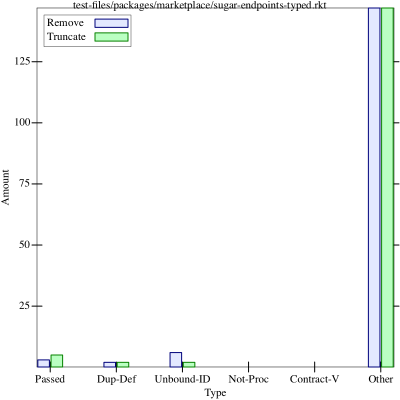 test-files/packages/marketplace/sugar-endpoints-typed.rkt
Remove
Truncate
125
100
75
50
25
Amount
Passed Dup-Def Unbound-ID Not-Proc Contract-V Other
Type